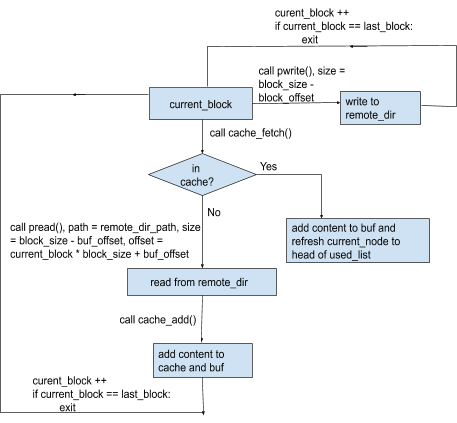 curent_block ++
if current_block == last_block:
exit
call pwrite(), size =
block_size -
block_offset
current_block
write to
remote_dir
call cache_fetch()
in
cache?
Yes
No
call pread(), path = remote_dir_path, size
= block_size - buf_offset, offset =
current_block * block_size + buf_offset
add content to buf and
refresh current_node to
head of used_list
read from remote_dir
call cache_add()
add content to
cache and buf
curent_block ++
if current_block == last_block:
exit